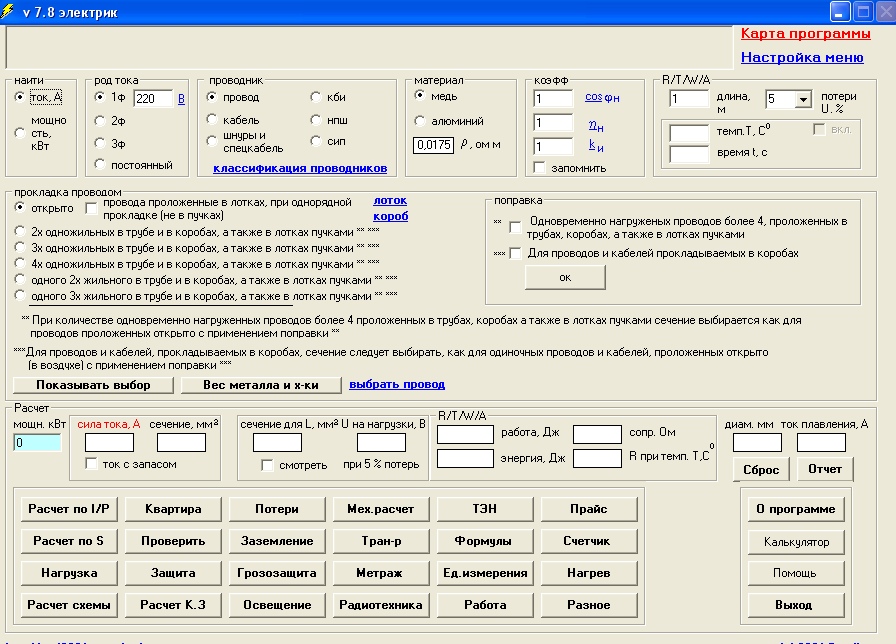 v 7.8 электрик
Карта программы
Настройка меню
найти
ток, А
мощно
сть,
кВт
род тока
1ф 220 В
2ф
3ф
постоянный
проводник
провод
кби
кабель
нпш
шнуры и
спецкабель
сип
классификация проводников
материал
медь
алюминий
0,0175 ρ, ом м
коэфф
1 cos φн
1 ηн
1 kи
запомнить
R/T/W/A
1 длина,
м
5 потери
U. %
темп.Т, С⁰
вкл.
время t, с
прокладка проводом
открыто
провода проложенные в лотках, при однорядной
прокладке (не в пучках)
лоток
короб
2х одножильных в трубе и в коробах, а также в лотках пучками ** ***
3х одножильных в трубе и в коробах, а также в лотках пучками ** ***
4х одножильных в трубе и в коробах, а также в лотках пучками ** ***
одного 2х жильного в трубе и в коробах, а также в лотках пучками ** ***
одного 3х жильного в трубе и в коробах, а также в лотках пучками ** ***
поправка
** Одновременно нагруженых проводов более 4, проложенных в
трубах, коробах, а также в лотках пучками
*** Для проводов и кабелей прокладываемых в коробах
ок
** При количестве одновременно нагруженных проводов более 4 проложенных в трубах, коробах а также в лотках пучками сечение выбирается как для
проводов проложенных открыто с применением поправки **
***Для проводов и кабелей, прокладываемых в коробах, сечение следует выбирать, как для одиночных проводов и кабелей, проложенных открыто
(в воздухе) с применением поправки ***
Показывать выбор
Вес металла и х-ки
выбрать провод
Расчет
мощн. кВт
0
сила тока, А
сечение, мм²
ток с запасом
сечение для L, мм²
U на нагрузки, В
смотреть
при 5 % потерь
R/T/W/A
работа, Дж
сопр. Ом
энергия, Дж
R при темп. Т,С⁰
диам. мм
ток плавления, А
Сброс
Отчет
Расчет по I/P
Квартира
Потери
Мех.расчет
ТЭН
Прайс
О программе
Расчет по S
Проверить
Заземление
Тран-р
Формулы
Счетчик
Калькулятор
Нагрузка
Защита
Грозозащита
Метраж
Ед.измерения
Нагрев
Помощь
Расчет схемы
Расчет К.З
Освещение
Радиотехника
Работа
Разное
Выход